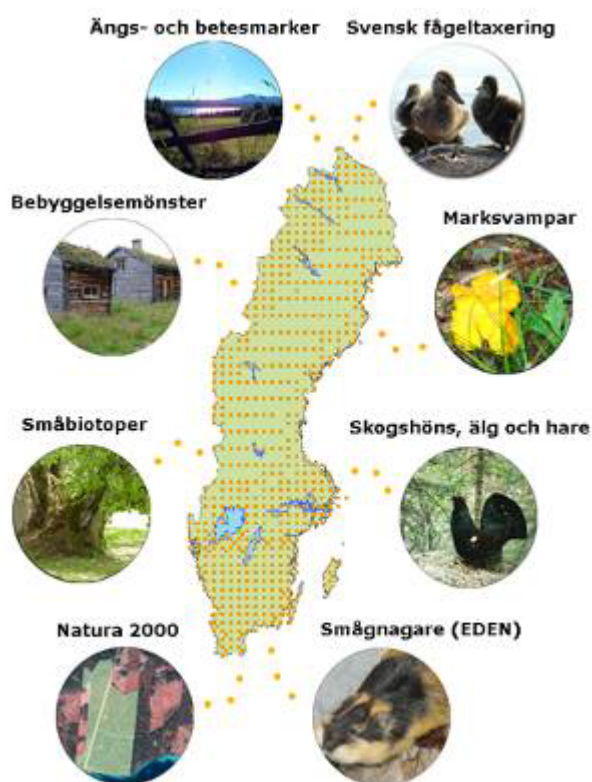 Ängs- och betesmarker
Svensk fågeltaxering
Bebyggelsemönster
Marksvampar
Småbiotoper
Skogshöns, älg och hare
Natura 2000
Smågnagare (EDEN)